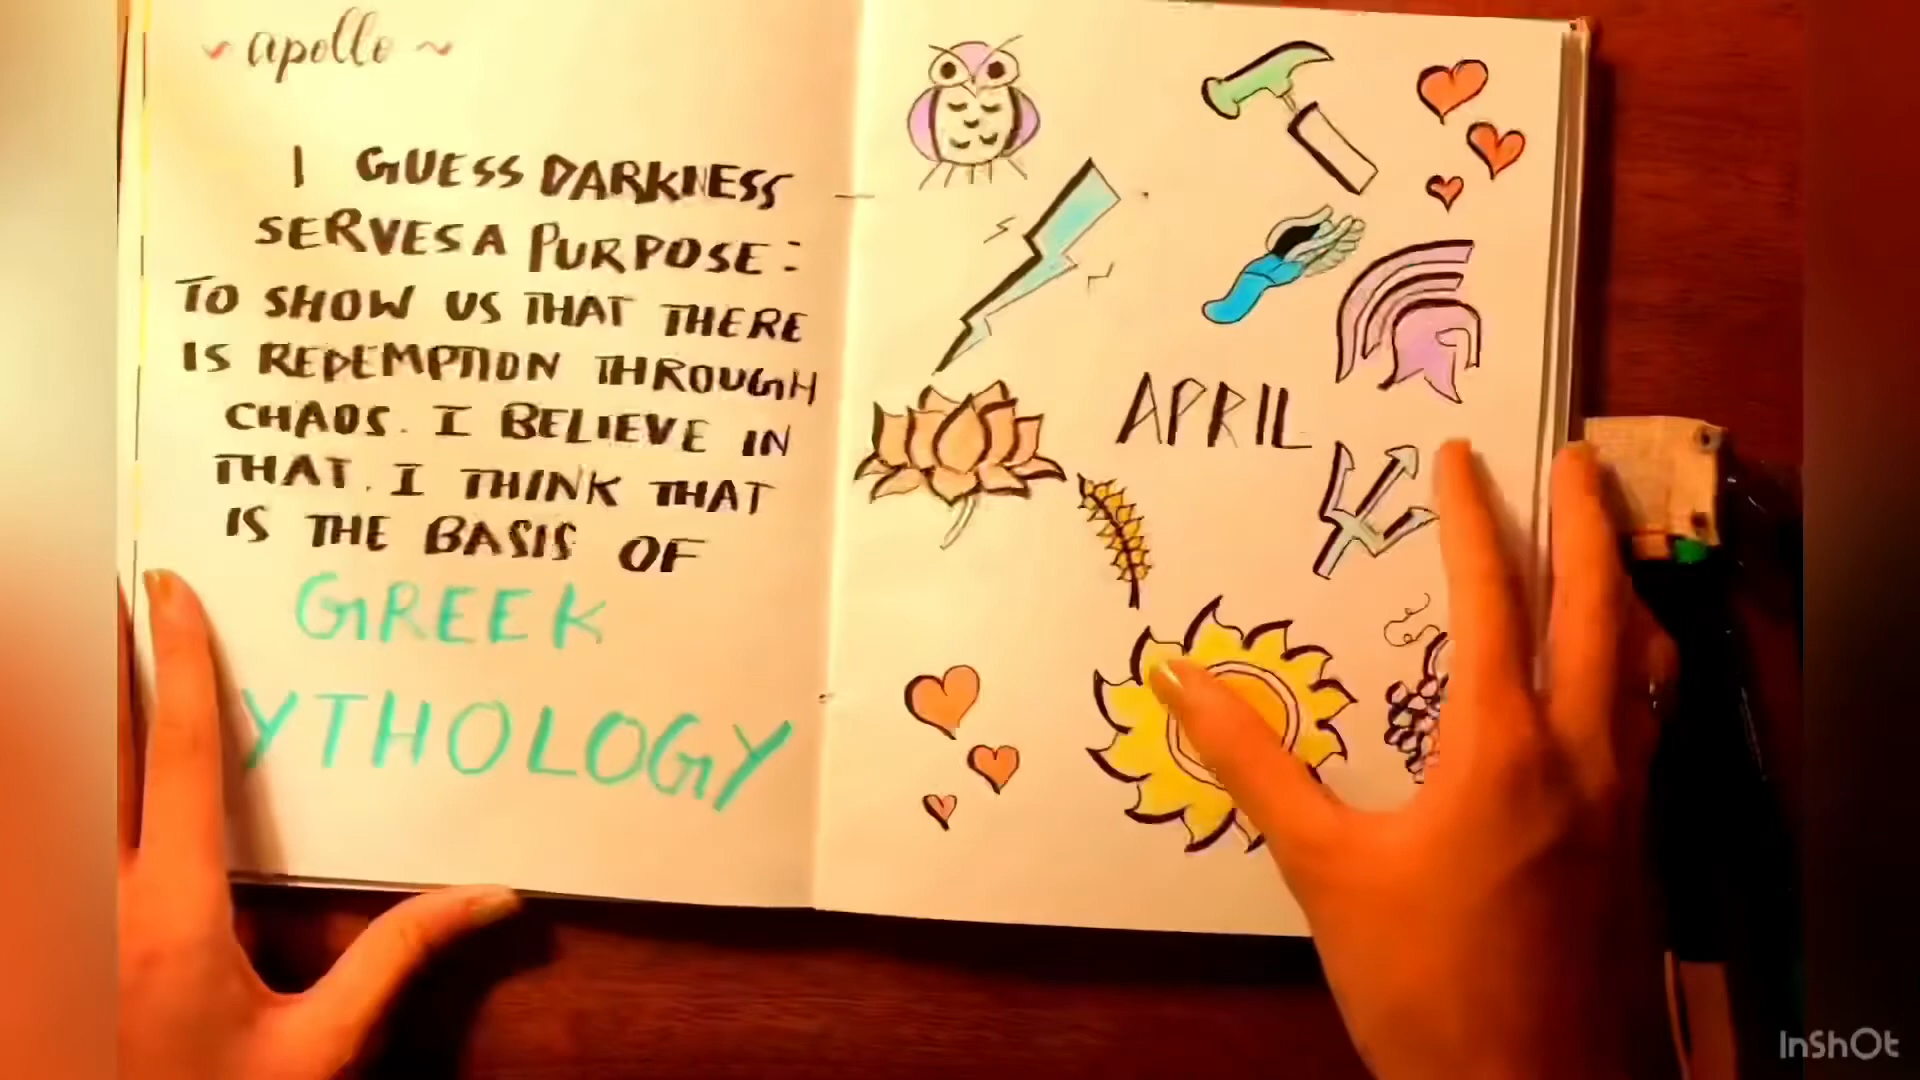 ~ apollo ~
I GUESS DARKNESS
SERVES A PURPOSE:
TO SHOW US THAT THERE
IS REDEMPTION THROUGH
CHAOS. I BELIEVE IN
THAT. I THINK THAT
IS THE BASIS OF
GREEK
YTHOLOGY
APRIL
InShOt